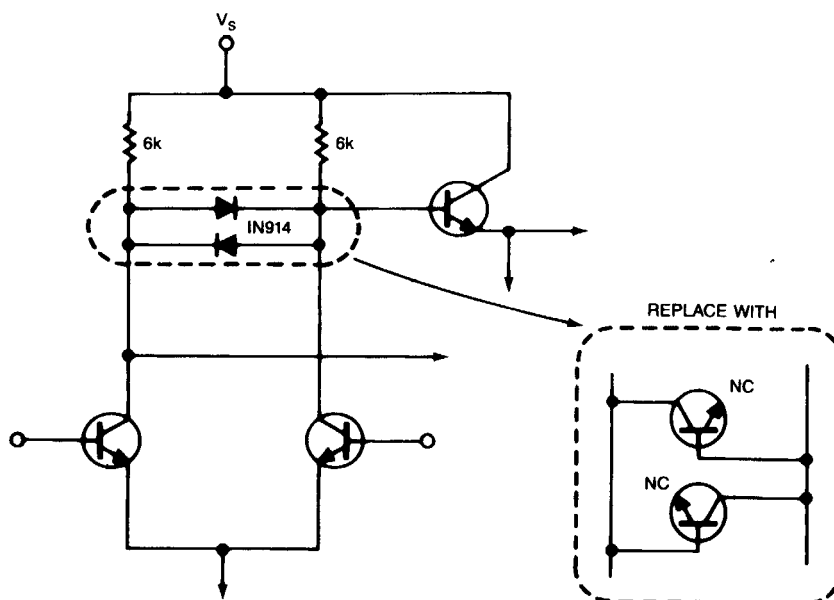 V_S
6k 6k
IN914
REPLACE WITH
NC
NC